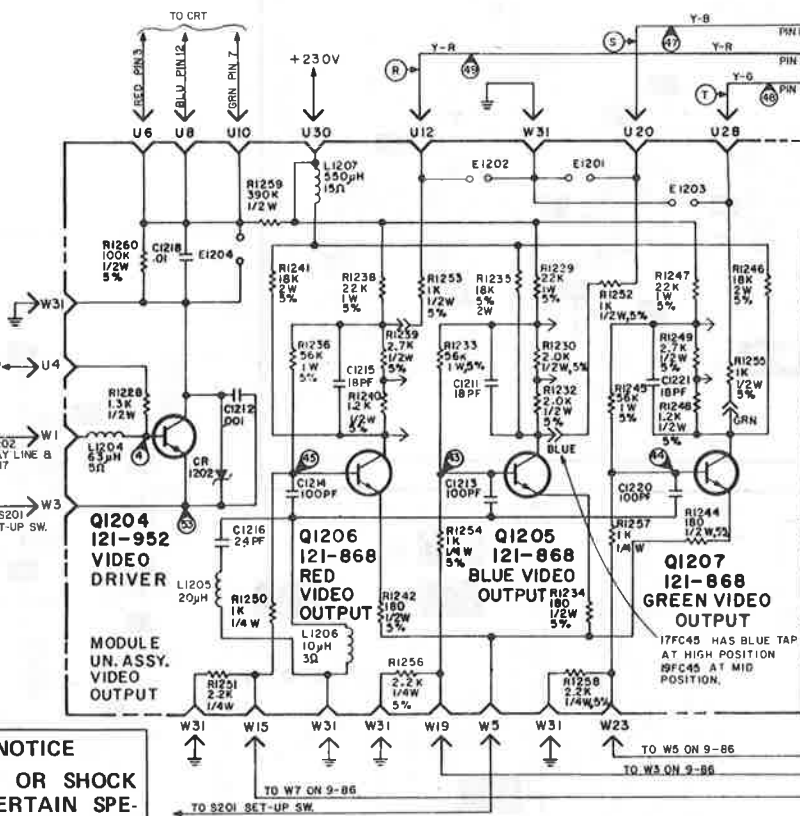 TO CRT
RED PIN 3
BLU PIN 12
GRN PIN 7
+230V
R
Y-R
49
S
Y-B
47
PIN
Y-R
PIN
T
Y-G
48
PIN
U6
U8
U10
U30
U12
W31
U20
U28
L1207
550µH
15Ω
E1202
E1201
E1203
R1259
390K
1/2W
R1260
100K
1/2W
5%
C1218
.01
E1204
R1241
18K
2W
5%
R1238
22K
1W
5%
R1253
1K
1/2W
5%
R1235
18K
5%
2W
R1229
22K
1W
5%
R1252
1K
1/2W,5%
R1247
22K
1W
5%
R1246
18K
2W
5%
W31
R1236
56K
1W
5%
R1239
2.7K
1/2W
5%
C1215
18PF
R1240
1.2K
1/2W
5%
R1233
56K
1W,5%
C1211
18PF
R1230
2.0K
1/2W,5%
R1232
2.0K
1/2W
5%
R1249
2.7K
1/2W
5%
C1221
18PF
R1248
1.2K
1/2W
5%
R1245
56K
1W
5%
R1255
1K
1/2W
5%
GRN
BLUE
U4
R1228
1.3K
1/2W
C1212
.001
W1
02
AY LINE &
17
L1204
63µH
5Ω
4
CR
1202
45
43
44
C1214
100PF
C1213
100PF
C1220
100PF
W3
S201
T-UP SW.
53
Q1204
121-952
VIDEO
DRIVER
C1216
24PF
Q1206
121-868
RED
VIDEO
OUTPUT
R1254
1K
1/4W
5%
Q1205
121-868
BLUE VIDEO
OUTPUT
R1257
1K
1/4W
R1244
180
1/2W,5%
Q1207
121-868
GREEN VIDEO
OUTPUT
L1205
20µH
R1250
1K
1/4W
R1242
180
1/2W
5%
R1234
180
1/2W
5%
L1206
10µH
3Ω
17FC45 HAS BLUE TAP
AT HIGH POSITION
19FC45 AT MID
POSITION.
MODULE
UN. ASSY.
VIDEO
OUTPUT
R1251
2.2K
1/4W
R1256
2.2K
1/4W
5%
R1258
2.2K
1/4W,5%
W31
W15
W31
W31
W19
W5
W31
W23
TO W5 ON 9-86
TO W3 ON 9-86
TO W7 ON 9-86
TO S201 SET-UP SW.
NOTICE
OR SHOCK
ERTAIN SPE-